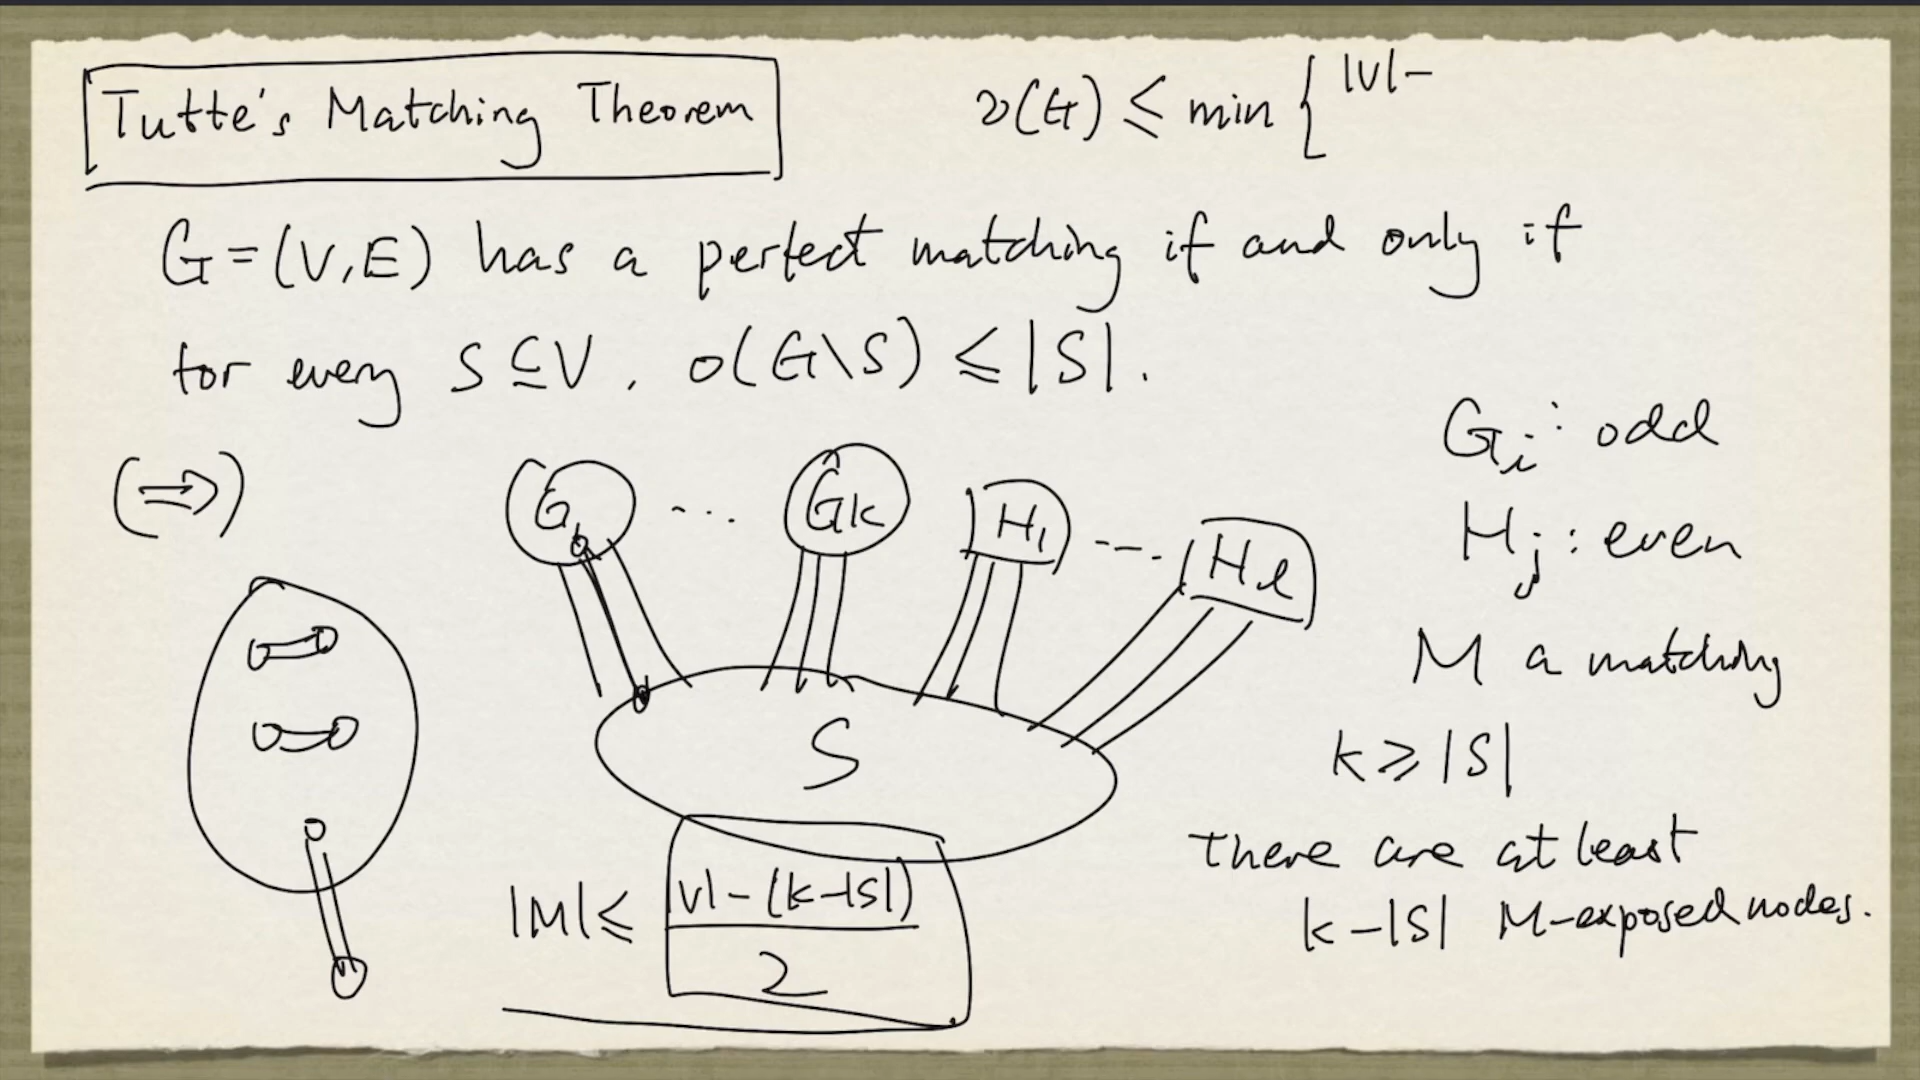 Tutte's Matching Theorem
ν(G) ≤ min { |V| −
G = (V, E) has a perfect matching if and only if
for every S ⊆ V, o(G\S) ≤ |S|.
(⇒)
G1 ... Gk H1 ... Hl
S
Gi : odd
Hj : even
M a matching
k ≥ |S|
There are at least
k − |S| M-exposed nodes.
|M| ≤ |V| − (k − |S|)
2